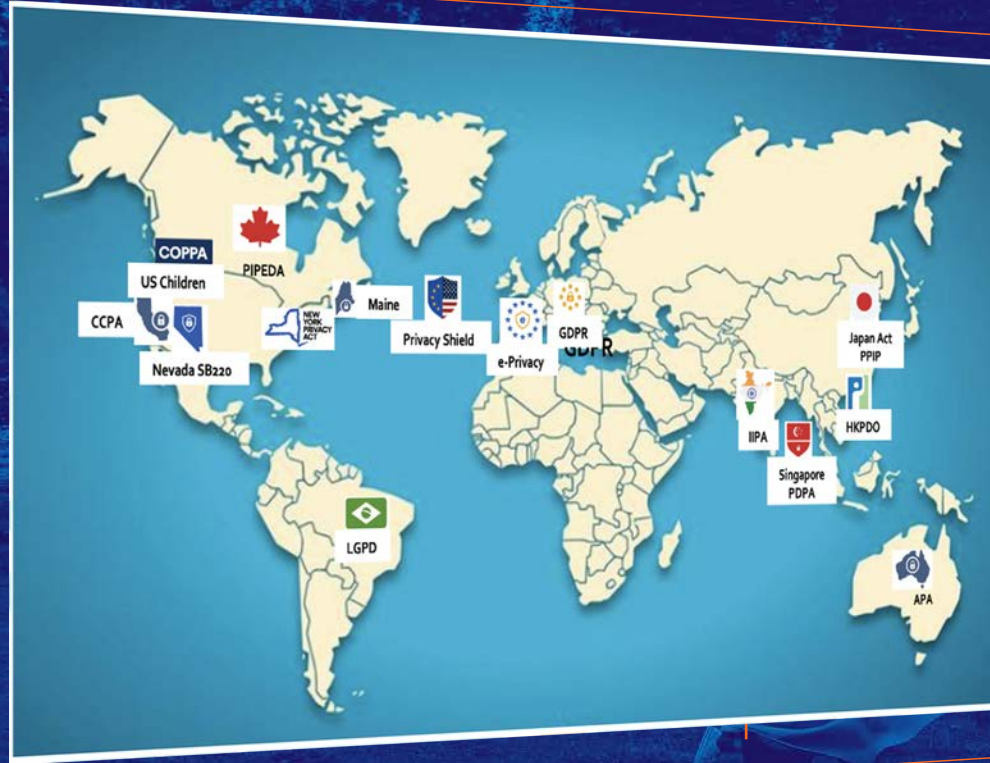 COPPA
US Children
PIPEDA
CCPA
Nevada SB220
NEW
YORK
PRIVACY
ACT
Maine
Privacy Shield
e-Privacy
GDPR
GDPR
Japan Act
PPIP
HKPDO
IIPA
Singapore
PDPA
LGPD
APA